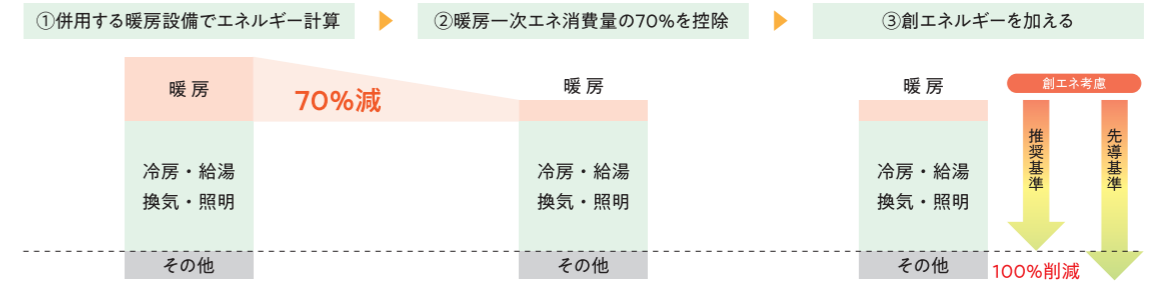 ①併用する暖房設備でエネルギー計算
②暖房一次エネ消費量の70%を控除
③創エネルギーを加える
暖房
70%減
冷房・給湯
換気・照明
その他
暖房
冷房・給湯
換気・照明
その他
暖房
冷房・給湯
換気・照明
その他
創エネ考慮
推奨基準
先導基準
100%削減